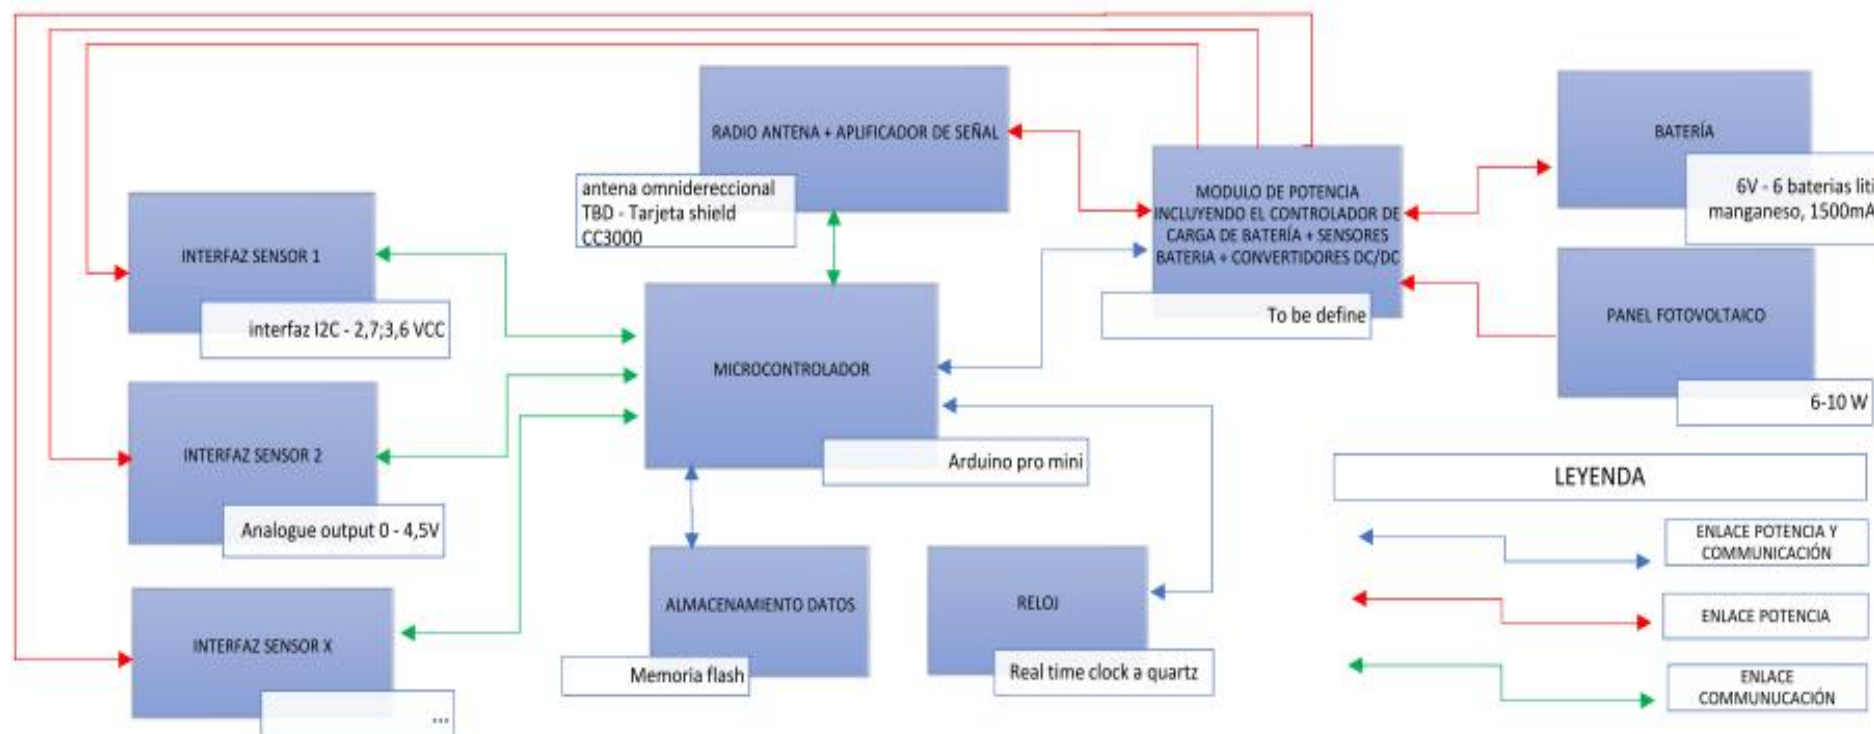 RADIO ANTENA + APLIFICADOR DE SEÑAL
antena omnidereccional
TBD - Tarjeta shield
CC3000
MODULO DE POTENCIA
INCLUYENDO EL CONTROLADOR DE
CARGA DE BATERÍA + SENSORES
BATERIA + CONVERTIDORES DC/DC
To be define
BATERÍA
6V - 6 baterias liti
manganeso, 1500mA
INTERFAZ SENSOR 1
interfaz I2C - 2,7;3,6 VCC
PANEL FOTOVOLTAICO
6-10 W
MICROCONTROLADOR
Arduino pro mini
INTERFAZ SENSOR 2
Analogue output 0 - 4,5V
INTERFAZ SENSOR X
...
ALMACENAMIENTO DATOS
Memoria flash
RELOJ
Real time clock a quartz
LEYENDA
ENLACE POTENCIA Y
COMMUNICACIÓN
ENLACE POTENCIA
ENLACE
COMMUNUCACIÓN